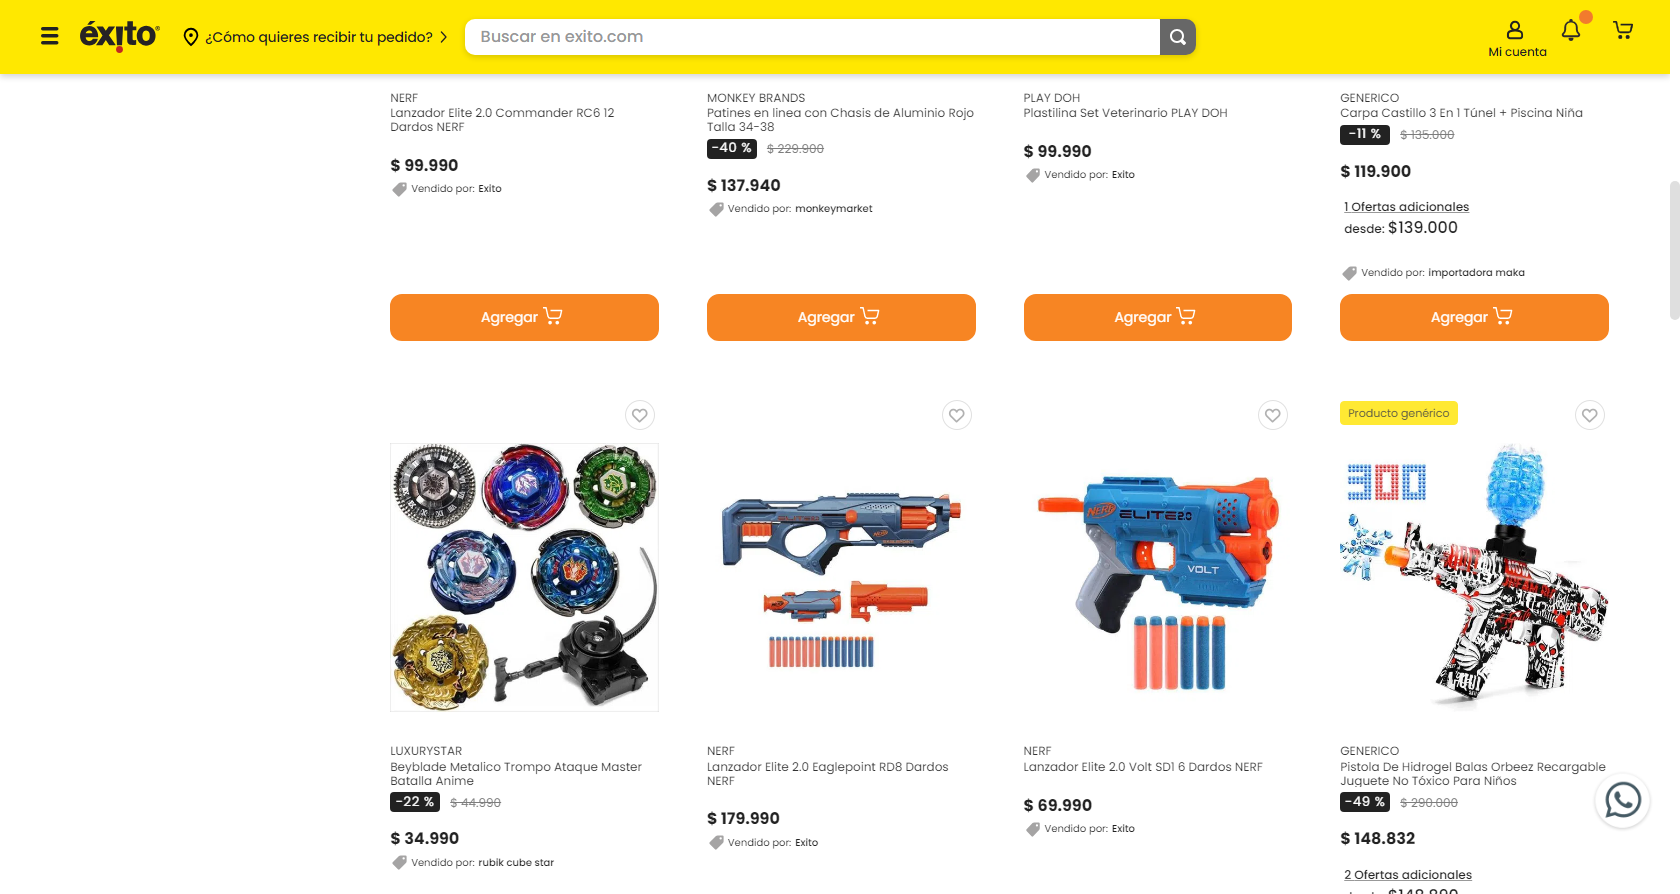 éxito
¿Cómo quieres recibir tu pedido?
Buscar en exito.com
Mi cuenta
NERF
Lanzador Elite 2.0 Commander RC6 12
Dardos NERF
$ 99.990
Vendido por: Exito
Agregar
MONKEY BRANDS
Patines en linea con Chasis de Aluminio Rojo
Talla 34-38
-40 % $ 229.900
$ 137.940
Vendido por: monkeymarket
Agregar
PLAY DOH
Plastilina Set Veterinario PLAY DOH
$ 99.990
Vendido por: Exito
Agregar
GENERICO
Carpa Castillo 3 En 1 Túnel + Piscina Niña
-11 % $ 135.000
$ 119.900
1 Ofertas adicionales
desde: $139.000
Vendido por: importadora maka
Agregar
LUXURYSTAR
Beyblade Metalico Trompo Ataque Master
Batalla Anime
-22 % $ 44.990
$ 34.990
Vendido por: rubik cube star
NERF
Lanzador Elite 2.0 Eaglepoint RD8 Dardos
NERF
$ 179.990
Vendido por: Exito
NERF
ELITE 2.0
VOLT
NERF
Lanzador Elite 2.0 Volt SD1 6 Dardos NERF
$ 69.990
Vendido por: Exito
Producto genérico
300
GENERICO
Pistola De Hidrogel Balas Orbeez Recargable
Juguete No Tóxico Para Niños
-49 % $ 290.000
$ 148.832
2 Ofertas adicionales